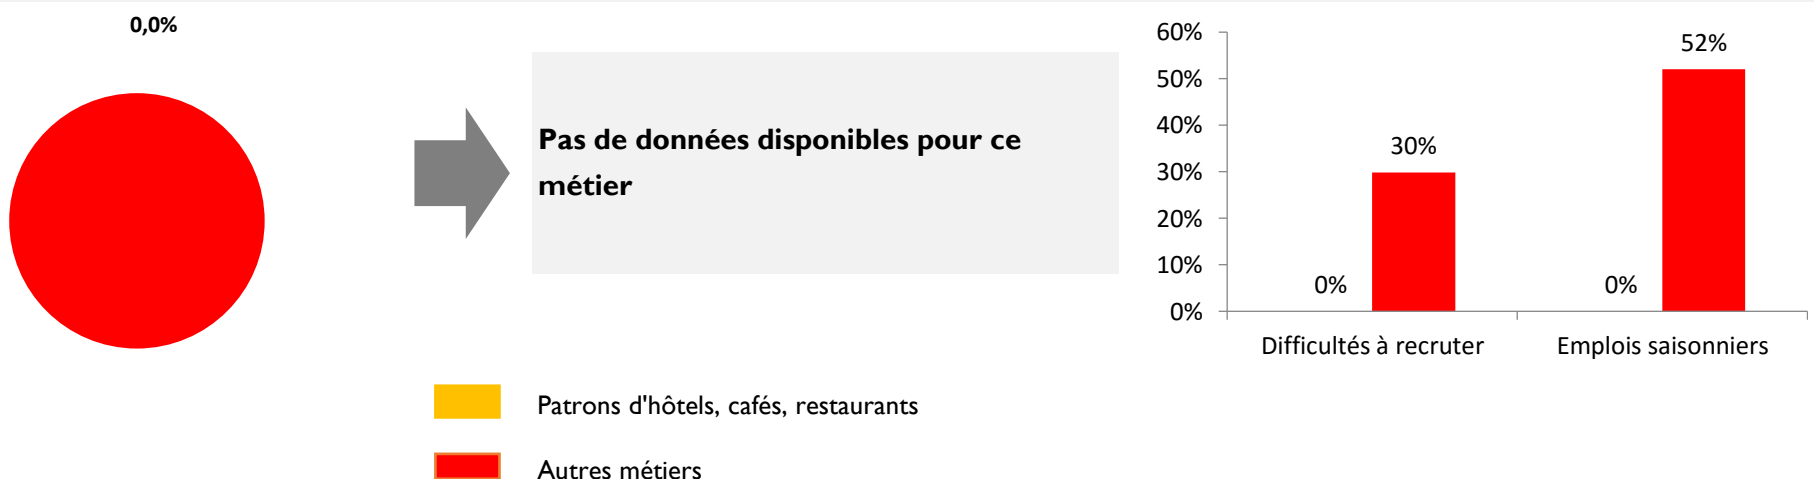 0,0%
Pas de données disponibles pour ce
métier
60%
50%
40%
30%
20%
10%
0%
0%
30%
0%
52%
Difficultés à recruter
Emplois saisonniers
Patrons d'hôtels, cafés, restaurants
Autres métiers